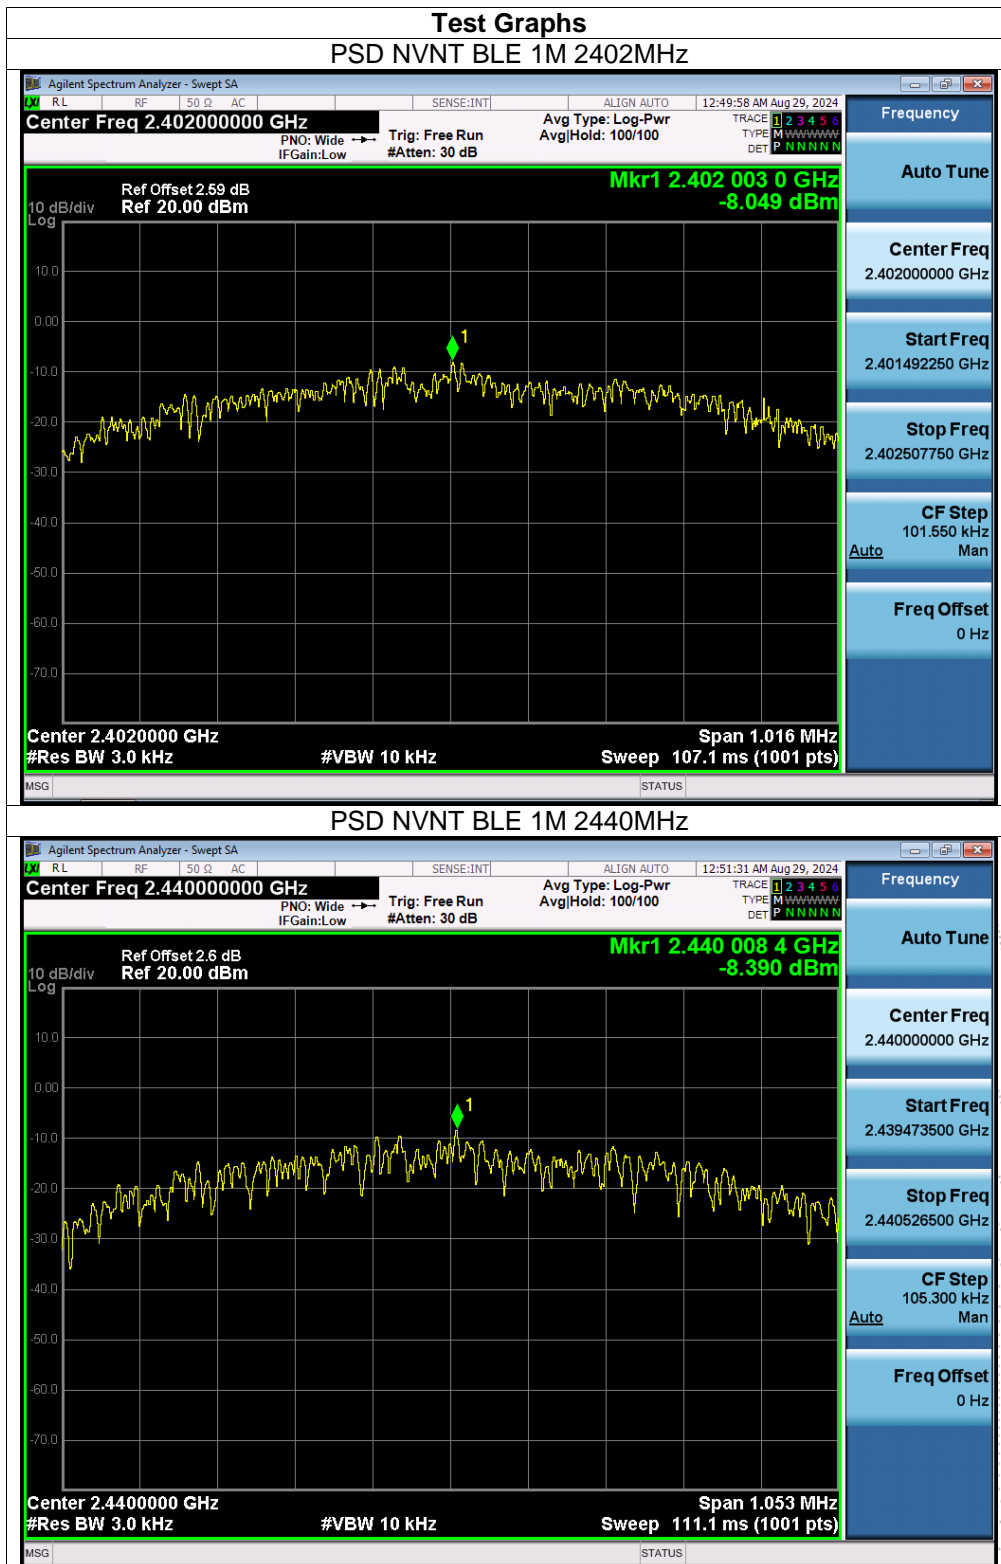 Test Graphs
PSD NVNT BLE 1M 2402MHz
Agilent Spectrum Analyzer - Swept SA
LXI RL RF 50 Ω AC SENSE:INT ALIGN AUTO 12:49:58 AM Aug 29, 2024
Center Freq 2.402000000 GHz
PNO: Wide
IFGain:Low
Trig: Free Run
#Atten: 30 dB
Avg Type: Log-Pwr
Avg|Hold: 100/100
TRACE 1 2 3 4 5 6
TYPE M WWWWW
DET P N N N N N
Frequency
Auto Tune
Mkr1 2.402 003 0 GHz
-8.049 dBm
Ref Offset 2.59 dB
10 dB/div Ref 20.00 dBm
Log
10.0
0.00
-10.0
-20.0
-30.0
-40.0
-50.0
-60.0
-70.0
1
Center Freq
2.402000000 GHz
Start Freq
2.401492250 GHz
Stop Freq
2.402507750 GHz
CF Step
101.550 kHz
Auto Man
Freq Offset
0 Hz
Center 2.4020000 GHz Span 1.016 MHz
#Res BW 3.0 kHz #VBW 10 kHz Sweep 107.1 ms (1001 pts)
MSG STATUS
PSD NVNT BLE 1M 2440MHz
Agilent Spectrum Analyzer - Swept SA
LXI RL RF 50 Ω AC SENSE:INT ALIGN AUTO 12:51:31 AM Aug 29, 2024
Center Freq 2.440000000 GHz
PNO: Wide
IFGain:Low
Trig: Free Run
#Atten: 30 dB
Avg Type: Log-Pwr
Avg|Hold: 100/100
TRACE 1 2 3 4 5 6
TYPE M WWWWW
DET P N N N N N
Frequency
Auto Tune
Mkr1 2.440 008 4 GHz
-8.390 dBm
Ref Offset 2.6 dB
10 dB/div Ref 20.00 dBm
Log
10.0
0.00
-10.0
-20.0
-30.0
-40.0
-50.0
-60.0
-70.0
1
Center Freq
2.440000000 GHz
Start Freq
2.439473500 GHz
Stop Freq
2.440526500 GHz
CF Step
105.300 kHz
Auto Man
Freq Offset
0 Hz
Center 2.4400000 GHz Span 1.053 MHz
#Res BW 3.0 kHz #VBW 10 kHz Sweep 111.1 ms (1001 pts)
MSG STATUS